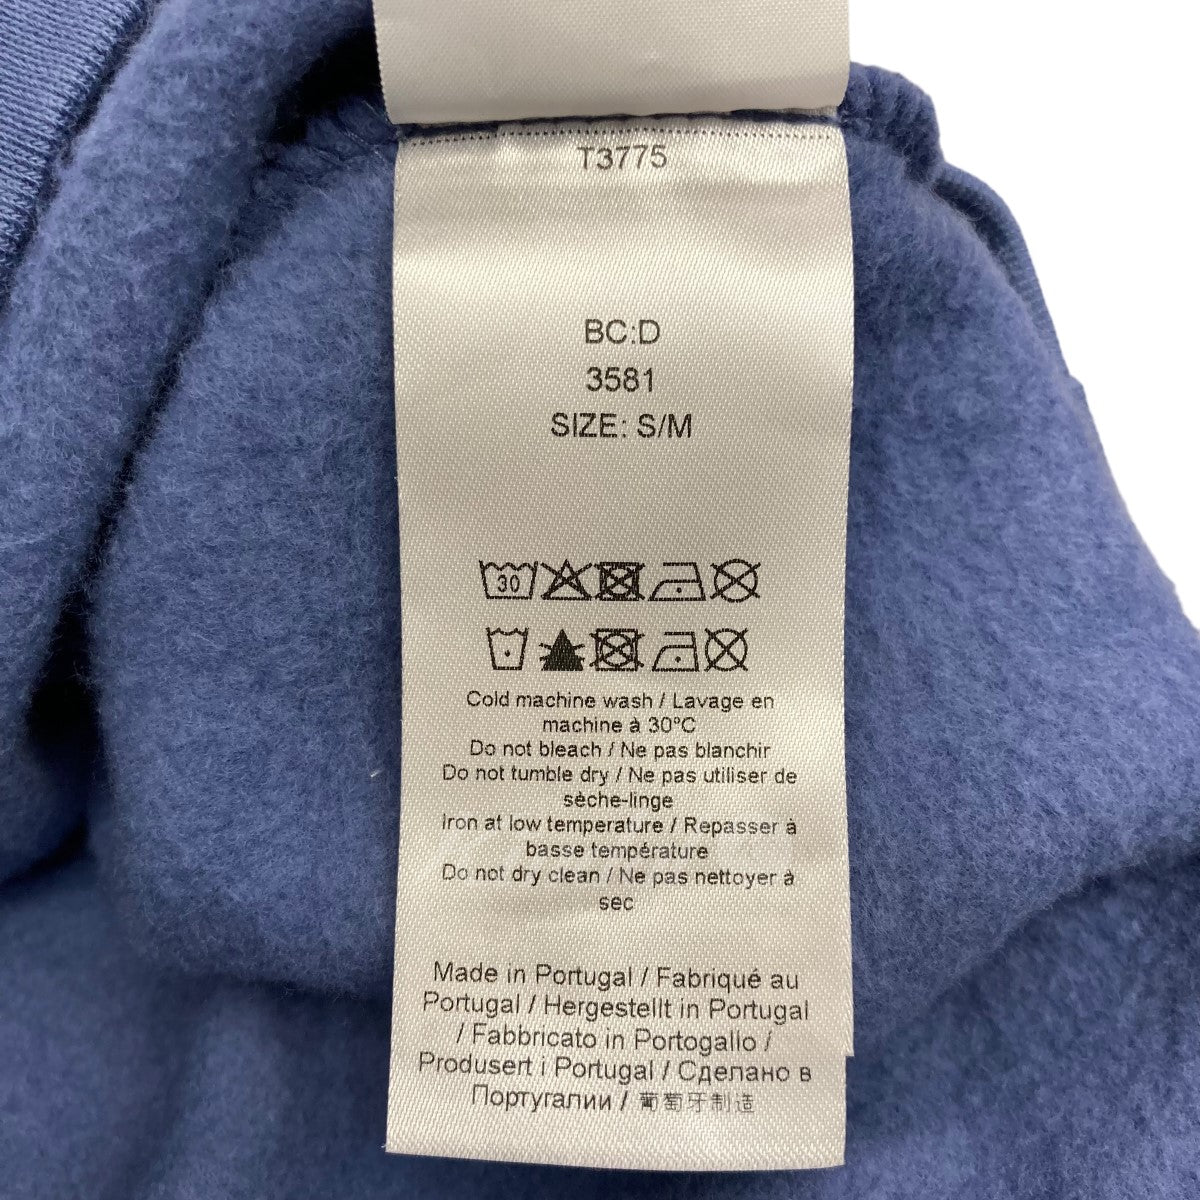 T3775
BC:D
3581
SIZE: S/M
30
Cold machine wash / Lavage en
machine à 30°C
Do not bleach / Ne pas blanchir
Do not tumble dry / Ne pas utiliser de
sèche-linge
Iron at low temperature / Repasser à
basse température
Do not dry clean / Ne pas nettoyer à
sec
Made in Portugal / Fabriqué au
Portugal / Hergestellt in Portugal
/ Fabbricato in Portogallo /
Produsert i Portugal / Сделано в
Португалии / 葡萄牙制造